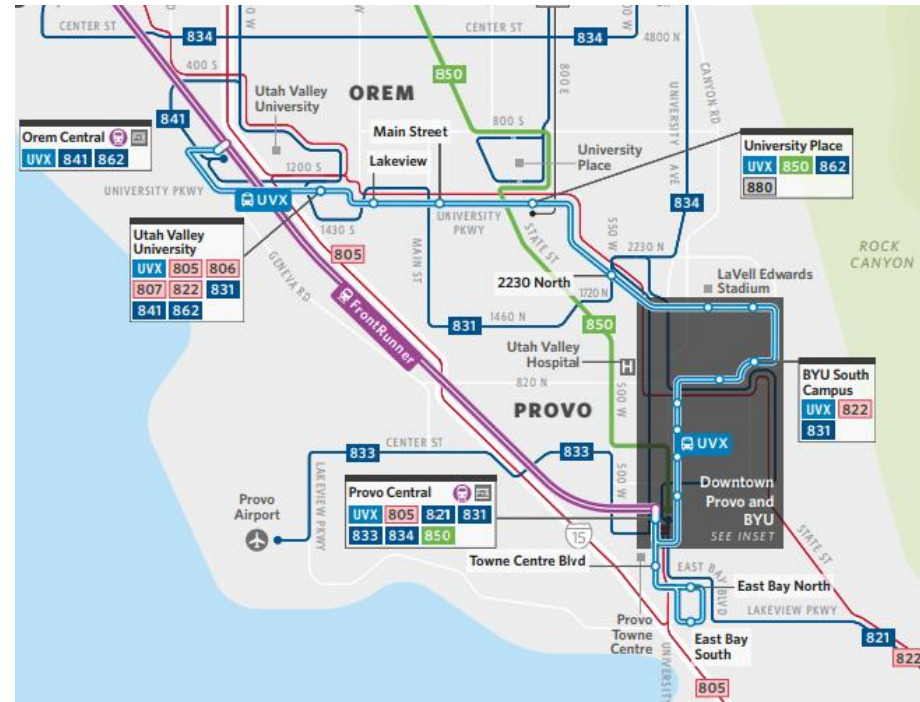 CENTER ST
834
CENTER ST
834
4800 N
400 S
850
800 E
UNIVERSITY AVE
CANYON RD
Utah Valley
University
OREM
841
Main Street
800 S
Orem Central
UVX 841 862
Lakeview
University
Place
University Place
UVX 850 862
880
1200 S
UNIVERSITY PKWY
UVX
UNIVERSITY
PKWY
834
Utah Valley
University
UVX 805 806
807 822 831
841 862
1430 S
805
MAIN ST
STATE ST
550 W
2230 N
ROCK
CANYON
GENEVA RD
2230 North
LaVell Edwards
Stadium
1720 N
FrontRunner
831
1460 N
850
Utah Valley
Hospital
H
820 N
500 W
BYU South
Campus
UVX 822
831
PROVO
UVX
CENTER ST
833
833
LAKEVIEW PKWY
500 W
Downtown
Provo and
BYU
SEE INSET
Provo
Airport
Provo Central
UVX 805 821 831
833 834 850
15
STATE ST
Towne Centre Blvd
EAST BAY BLVD
East Bay North
LAKEVIEW PKWY
Provo
Towne
Centre
East Bay
South
821
822
UNIVERSITY
805